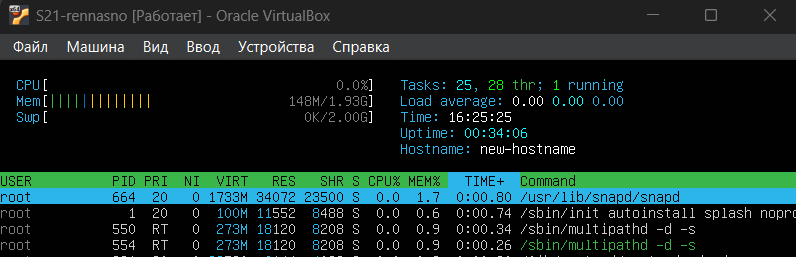 S21-rennasno [Работает] - Oracle VirtualBox
Файл Машина Вид Ввод Устройства Справка
CPU[ 0.0%] Tasks: 25, 28 thr; 1 running
Mem[|||||||||||||| 148M/1.93G] Load average: 0.00 0.00 0.00
Swp[ 0K/2.00G] Time: 16:25:25
Uptime: 00:34:06
Hostname: new-hostname
USER PID PRI NI VIRT RES SHR S CPU% MEM% TIME+ Command
root 664 20 0 1733M 34072 23500 S 0.0 1.7 0:00.80 /usr/lib/snapd/snapd
root 1 20 0 100M 11552 8488 S 0.0 0.6 0:00.74 /sbin/init autoinstall splash nopro
root 550 RT 0 273M 18120 8208 S 0.0 0.9 0:00.34 /sbin/multipathd -d -s
root 554 RT 0 273M 18120 8208 S 0.0 0.9 0:00.26 /sbin/multipathd -d -s